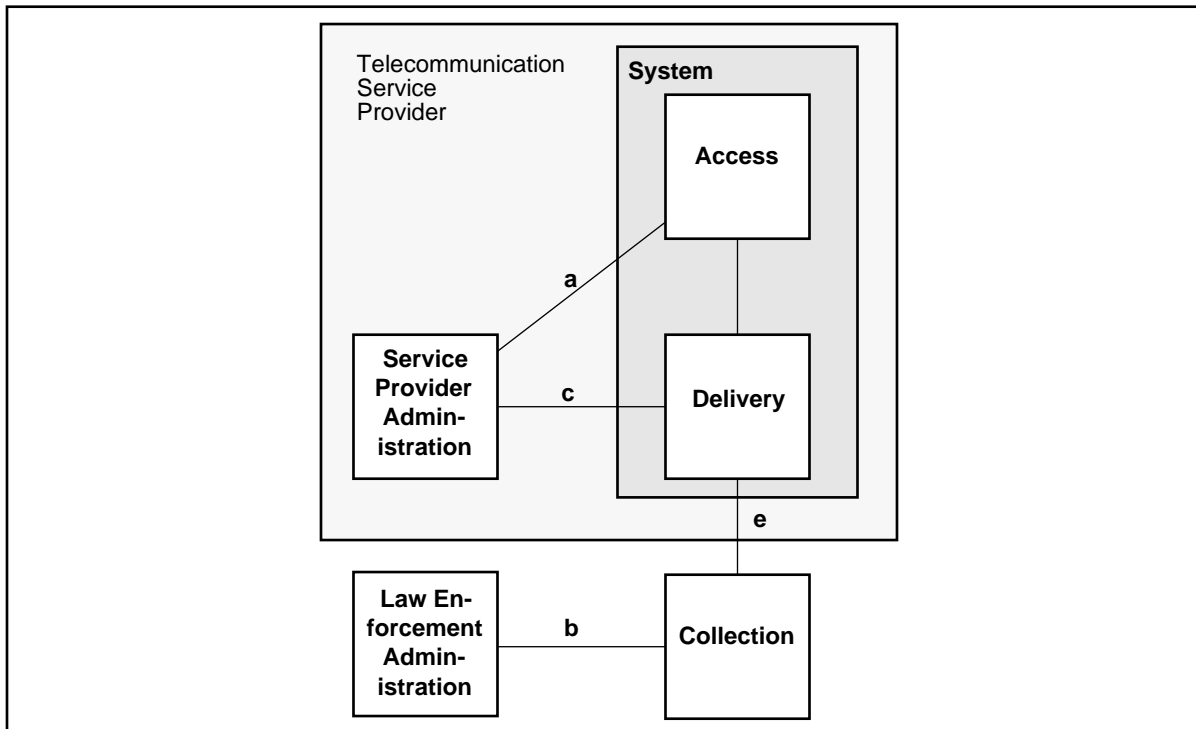 Telecommunication
Service
Provider
System
Access
a
Service
Provider
Admin-
istration
c
Delivery
e
Law En-
forcement
Admin-
istration
b
Collection